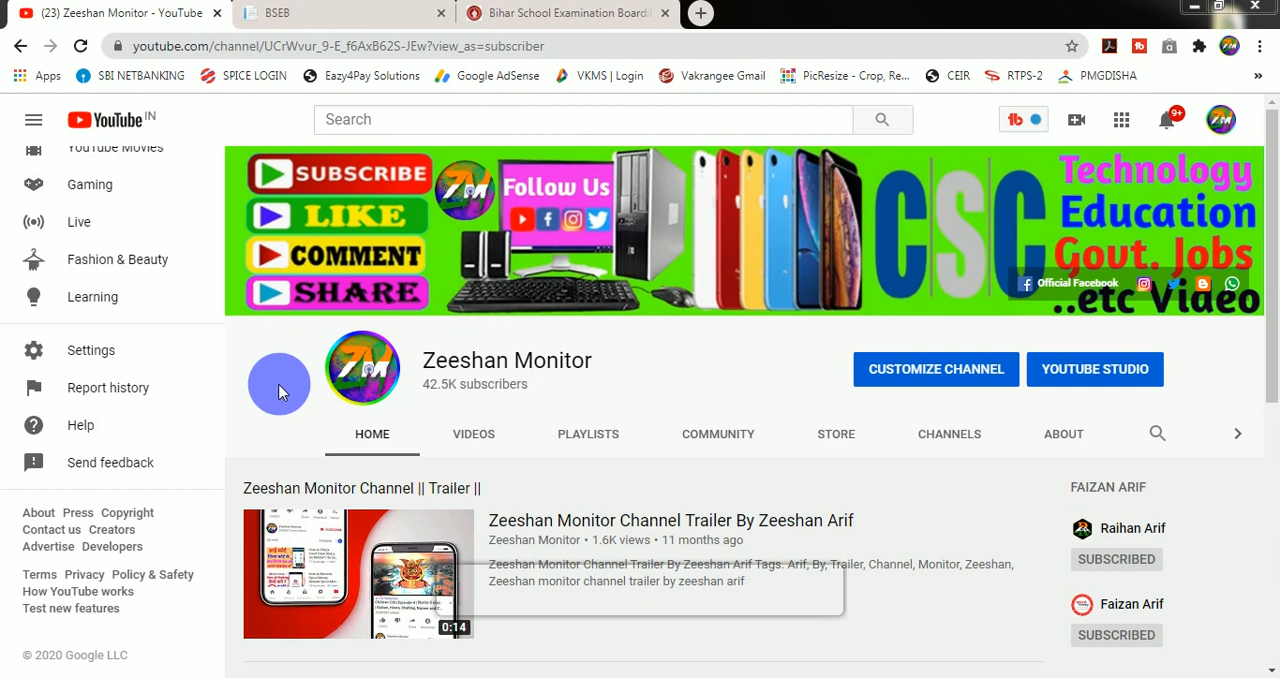 (23) Zeeshan Monitor - YouTube
BSEB
Bihar School Examination Board
youtube.com/channel/UCrWvur_9-E_f6AxB62S-JEw?view_as=subscriber
Apps
SBI NETBANKING
SPICE LOGIN
Eazy4Pay Solutions
Google AdSense
VKMS | Login
Vakrangee Gmail
PicResize - Crop, Re...
CEIR
RTPS-2
PMGDISHA
»
YouTube IN
Search
9+
YouTube Movies
Gaming
Live
Fashion & Beauty
Learning
Settings
Report history
Help
Send feedback
About Press Copyright
Contact us Creators
Advertise Developers
Terms Privacy Policy & Safety
How YouTube works
Test new features
© 2020 Google LLC
SUBSCRIBE
LIKE
COMMENT
SHARE
ZM
Follow Us
CSC
Technology
Education
Govt. Jobs
..etc Video
Official Facebook
Zeeshan Monitor
42.5K subscribers
CUSTOMIZE CHANNEL
YOUTUBE STUDIO
HOME
VIDEOS
PLAYLISTS
COMMUNITY
STORE
CHANNELS
ABOUT
Zeeshan Monitor Channel || Trailer ||
0:14
Zeeshan Monitor Channel Trailer By Zeeshan Arif
Zeeshan Monitor • 1.6K views • 11 months ago
Zeeshan Monitor Channel Trailer By Zeeshan Arif Tags. Arif, By, Trailer, Channel, Monitor, Zeeshan,
Zeeshan monitor channel trailer by zeeshan arif
FAIZAN ARIF
Raihan Arif
SUBSCRIBED
Faizan Arif
SUBSCRIBED